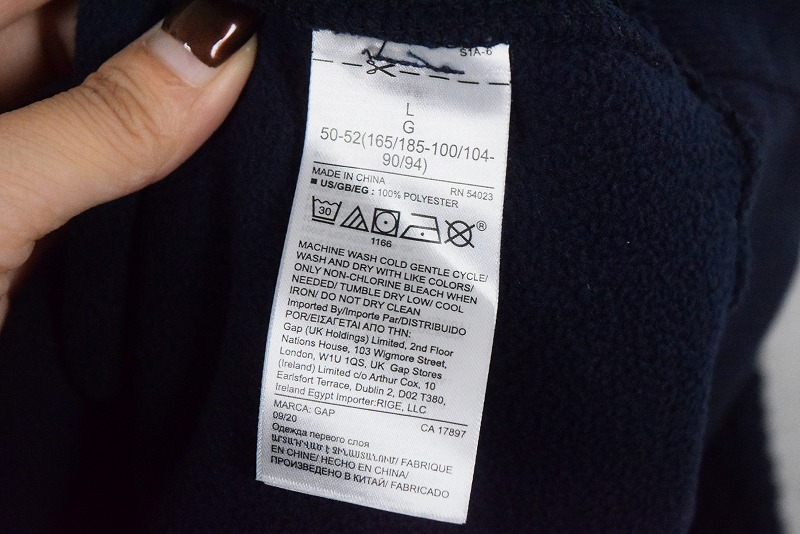 S1A-6
L
G
50-52(165/185-100/104-
90/94)
MADE IN CHINA RN 54023
■ US/GB/EG : 100% POLYESTER
30
®
1166
MACHINE WASH COLD GENTLE CYCLE/
WASH AND DRY WITH LIKE COLORS/
ONLY NON-CHLORINE BLEACH WHEN
NEEDED/ TUMBLE DRY LOW/ COOL
IRON/ DO NOT DRY CLEAN
Imported By/Importe Par/DISTRIBUIDO
POR/ΕΙΣΑΓΕΤΑΙ ΑΠΟ ΤΗΝ:
Gap (UK Holdings) Limited, 2nd Floor
Nations House, 103 Wigmore Street,
London, W1U 1QS, UK Gap Stores
(Ireland) Limited c/o Arthur Cox, 10
Earlsfort Terrace, Dublin 2, D02 T380,
Ireland Egypt Importer:RIGE, LLC
MARCA: GAP CA 17897
09/20
Одежда первого слоя
ԱՐՏԱԴՐՎԱԾ Է ՉԻՆԱՍՏԱՆՈՒՄ/ FABRIQUE
EN CHINE/ HECHO EN CHINA/
ПРОИЗВЕДЕНО В КИТАЙ/ FABRICADO